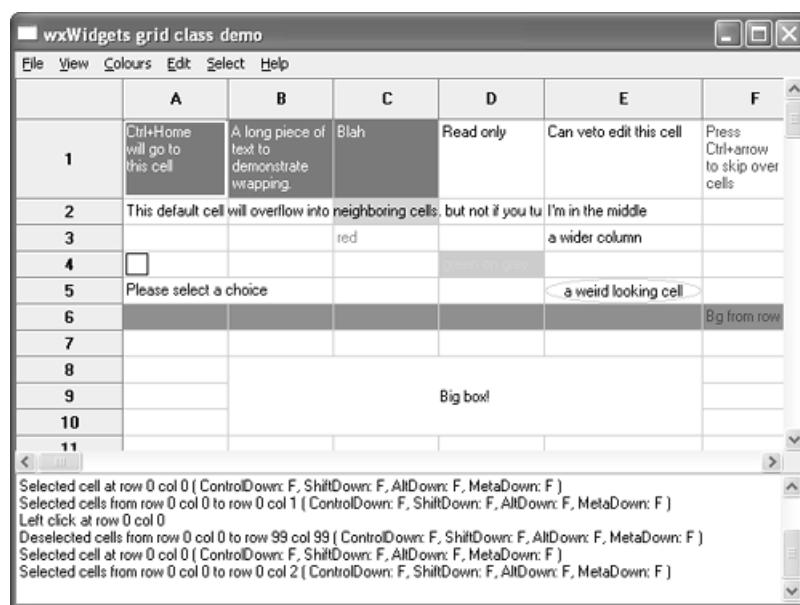 wxWidgets grid class demo
File View Colours Edit Select Help
A B C D E F
1
Ctrl+Home
will go to
this cell
A long piece of
text to
demonstrate
wrapping.
Blah
Read only
Can veto edit this cell
Press
Ctrl+arrow
to skip over
cells
2 This default cell will overflow into neighboring cells, but not if you tu I'm in the middle
3 red a wider column
4 green on grey
5 Please select a choice a weird looking cell
6 Bg from row
7
8
9 Big box!
10
11
Selected cell at row 0 col 0 ( ControlDown: F, ShiftDown: F, AltDown: F, MetaDown: F )
Selected cells from row 0 col 0 to row 0 col 1 ( ControlDown: F, ShiftDown: F, AltDown: F, MetaDown: F )
Left click at row 0 col 0
Deselected cells from row 0 col 0 to row 99 col 99 ( ControlDown: F, ShiftDown: F, AltDown: F, MetaDown: F )
Selected cell at row 0 col 0 ( ControlDown: F, ShiftDown: F, AltDown: F, MetaDown: F )
Selected cells from row 0 col 0 to row 0 col 2 ( ControlDown: F, ShiftDown: F, AltDown: F, MetaDown: F )